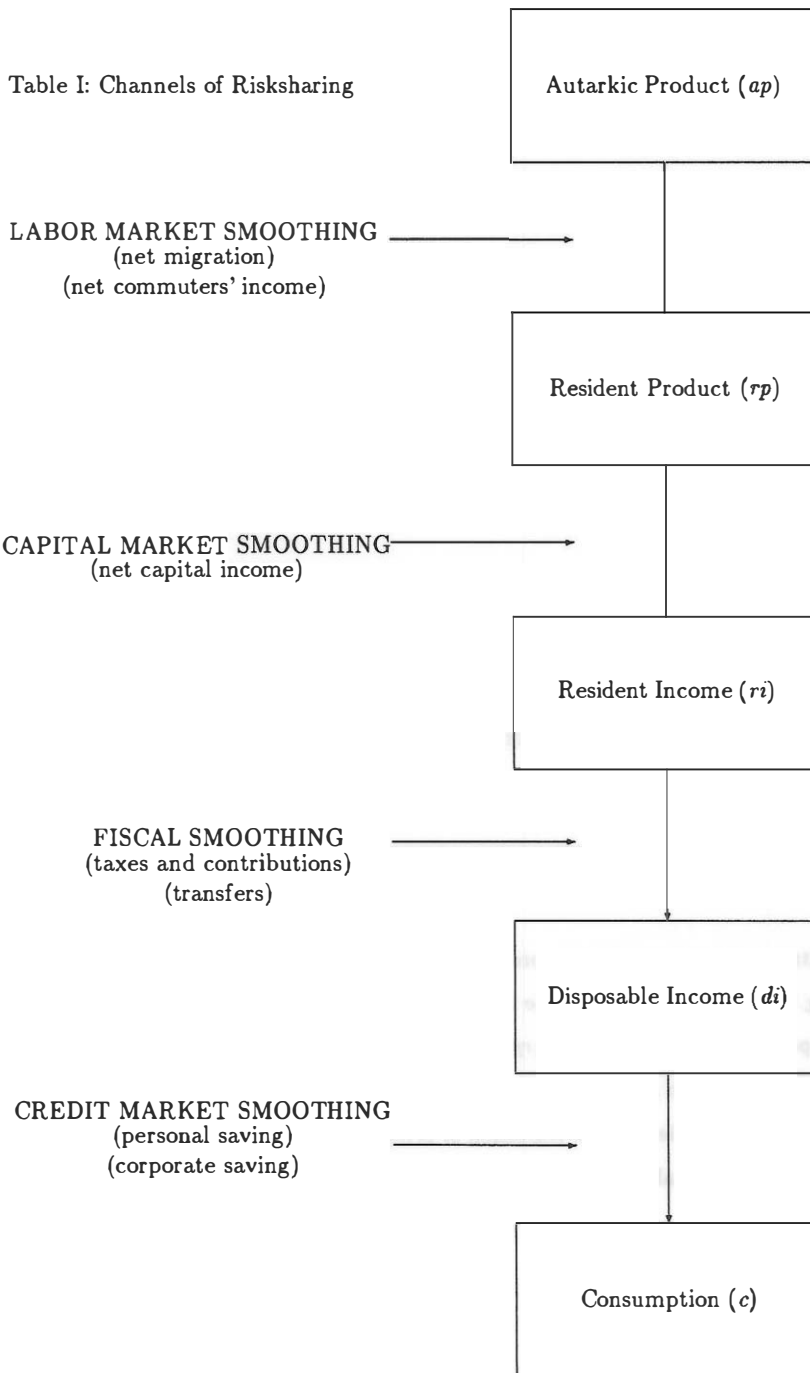 Table I: Channels of Risksharing
Autarkic Product (ap)
LABOR MARKET SMOOTHING
(net migration)
(net commuters' income)
Resident Product (rp)
CAPITAL MARKET SMOOTHING
(net capital income)
Resident Income (ri)
FISCAL SMOOTHING
(taxes and contributions)
(transfers)
Disposable Income (di)
CREDIT MARKET SMOOTHING
(personal saving)
(corporate saving)
Consumption (c)